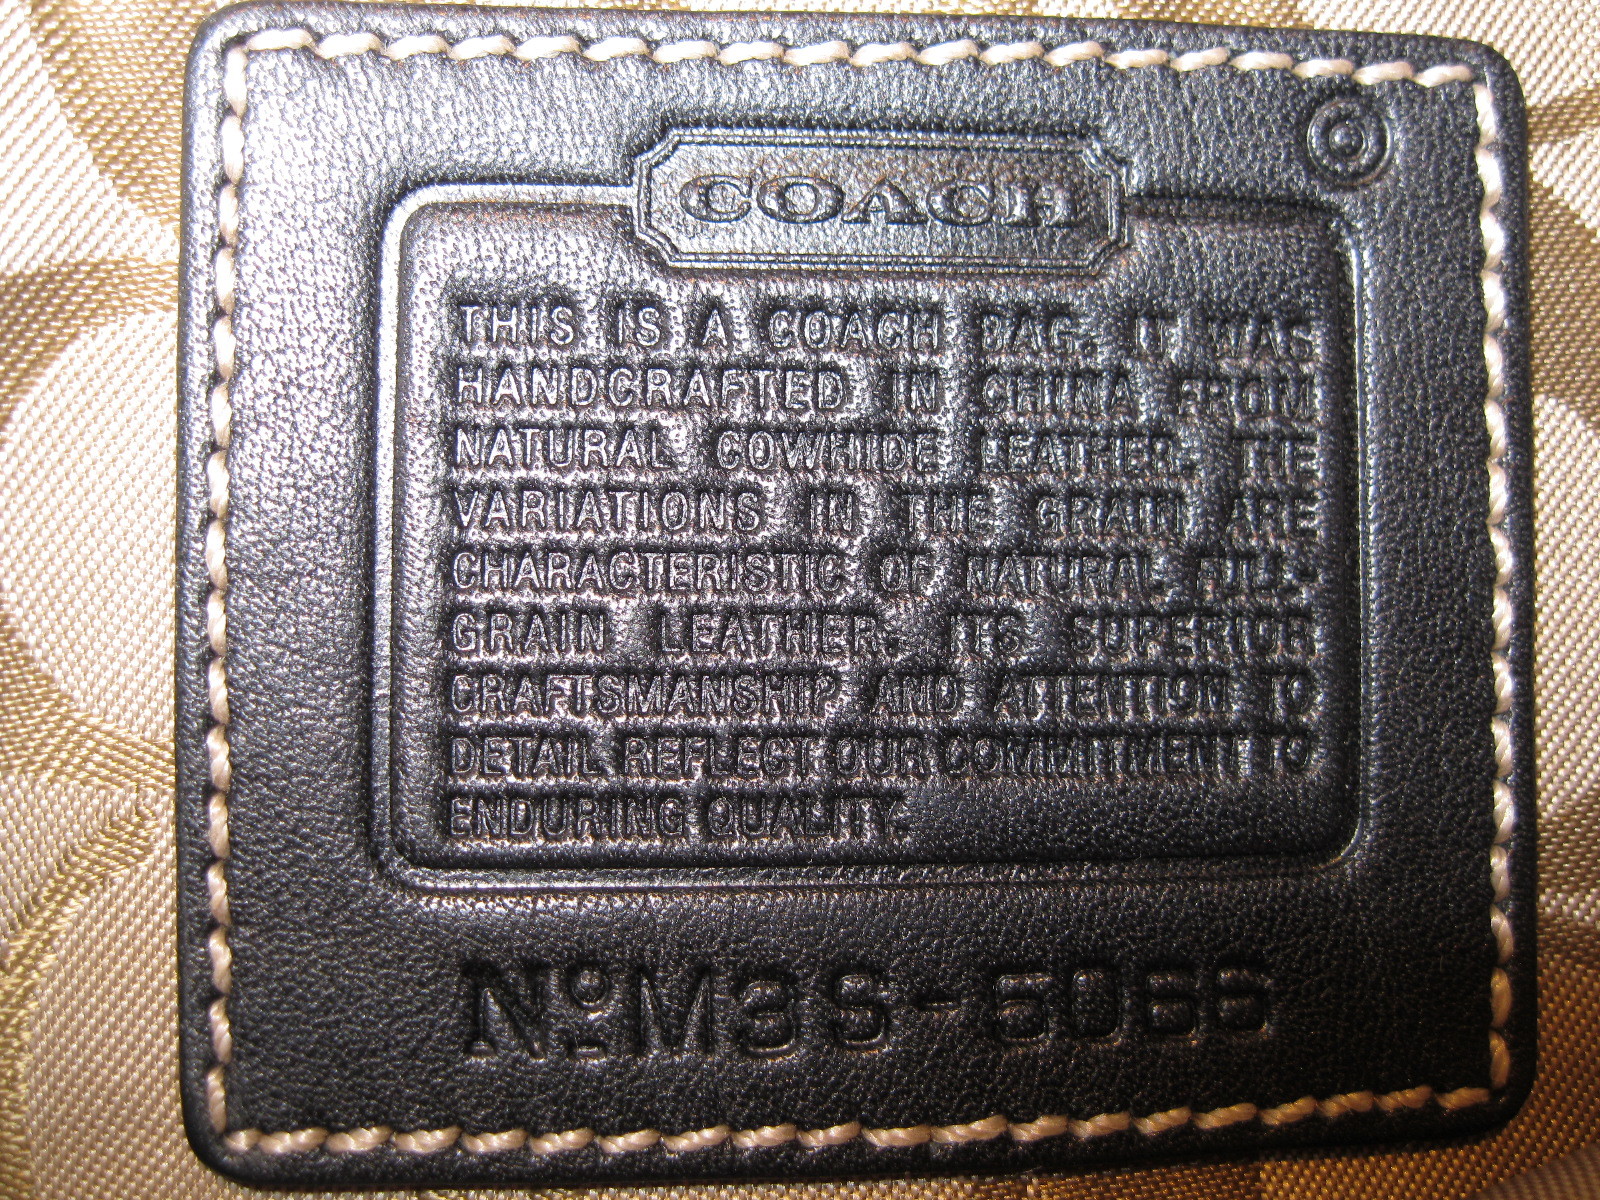 COACH
THIS IS A COACH BAG. IT WAS
HANDCRAFTED IN CHINA FROM
NATURAL COWHIDE LEATHER. THE
VARIATIONS IN THE GRAIN ARE
CHARACTERISTIC OF NATURAL FULL-
GRAIN LEATHER. ITS SUPERIOR
CRAFTSMANSHIP AND ATTENTION TO
DETAIL REFLECT OUR COMMITMENT TO
ENDURING QUALITY.